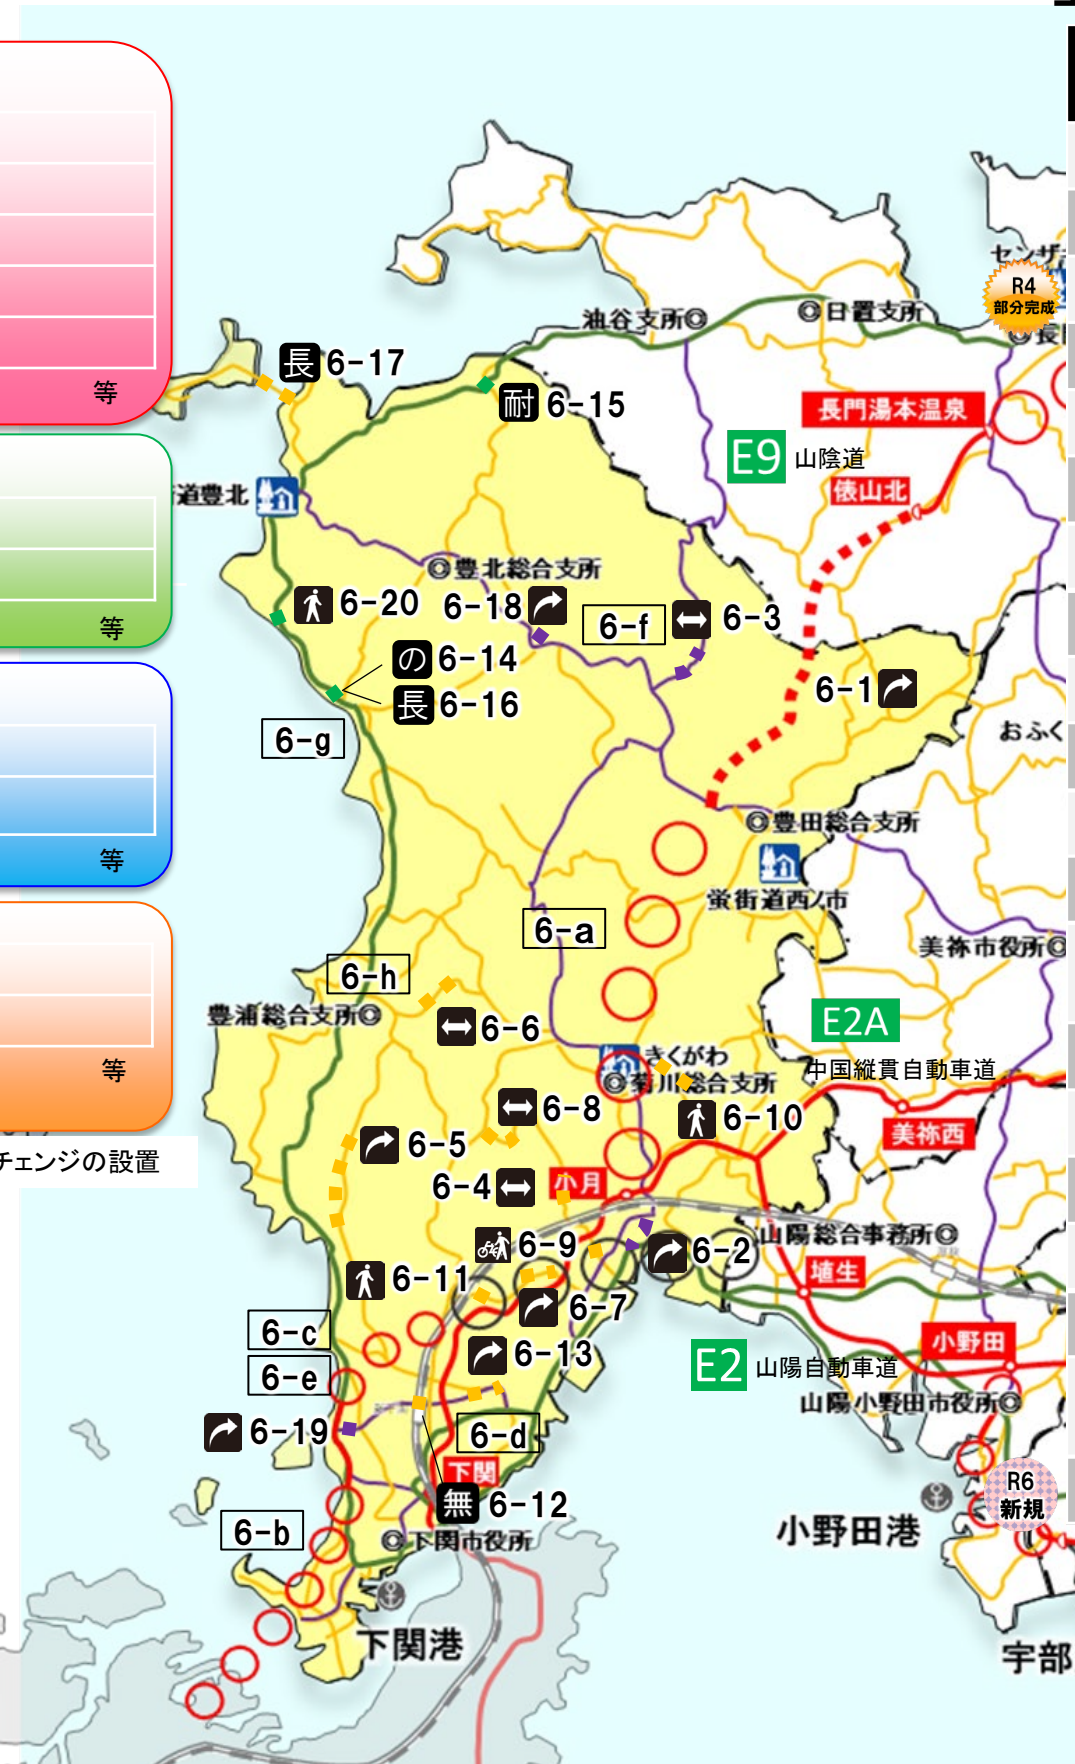 等
等
等
等
チェンジの設置
油谷支所◎
◎日置支所
R4
部分完成
長 6-17
耐 6-15
長門湯本温泉
E9 山陰道
俵山北
道豊北
◎豊北総合支所
6-20
6-18
6-f
6-3
の 6-14
長 6-16
6-1
6-g
おふく
◎豊田総合支所
蛍街道西ノ市
6-a
美祢市役所◎
6-h
豊浦総合支所◎
6-6
E2A
中国縦貫自動車道
きくがわ
◎菊川総合支所
6-8
6-10
美祢西
6-5
6-4
小月
6-9
6-2
山陽総合事務所◎
埴生
6-11
6-7
6-c
6-13
小野田
6-e
E2 山陽自動車道
山陽小野田市役所◎
6-19
6-d
下関
無 6-12
R6
新規
6-b
◎下関市役所
小野田港
下関港
宇部